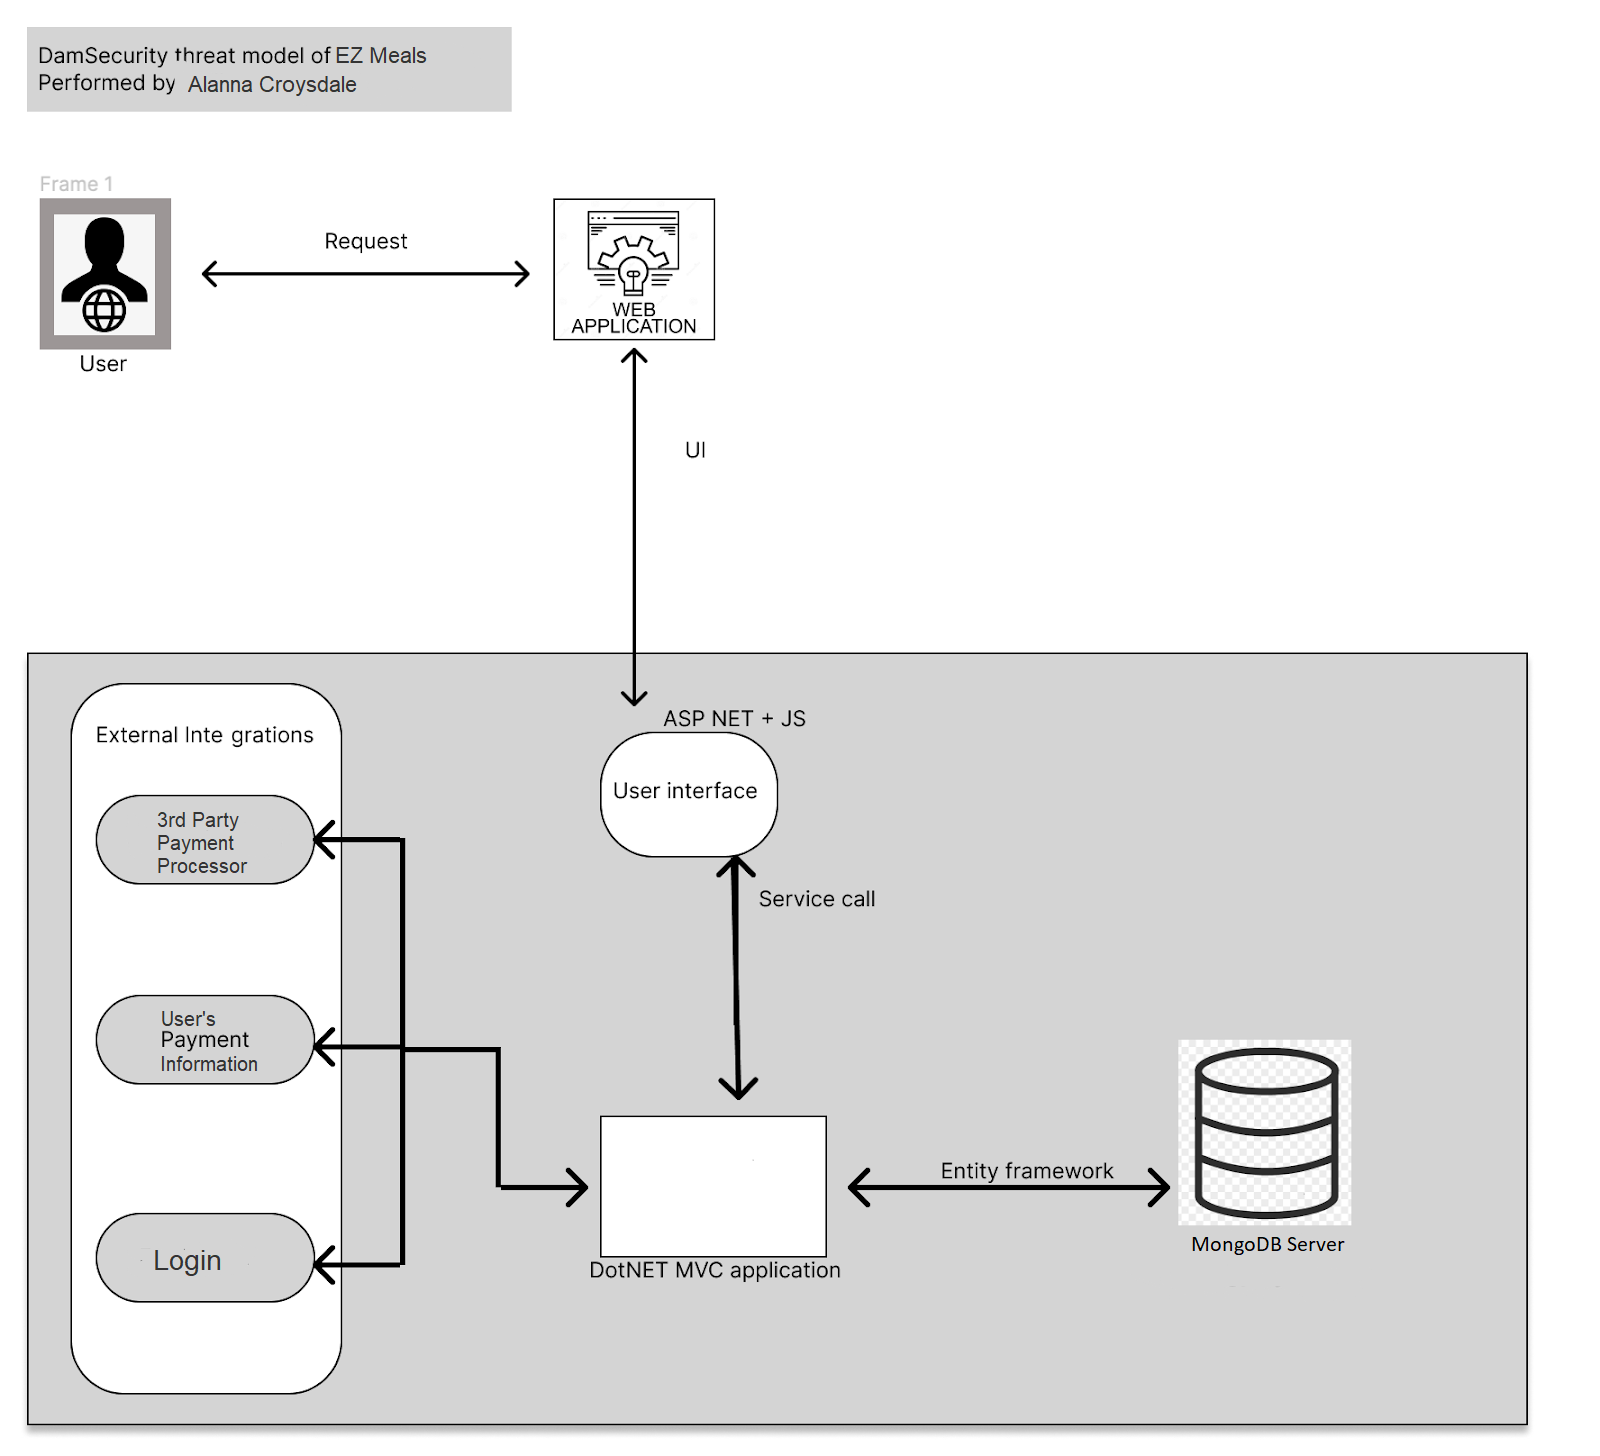 DamSecurity threat model of EZ Meals
Performed by Alanna Croysdale
Frame 1
Request
WEB
APPLICATION
User
UI
ASP NET + JS
External Inte grations
User interface
3rd Party
Payment
Processor
Service call
User's
Payment
Information
Entity framework
Login
MongoDB Server
DotNET MVC application